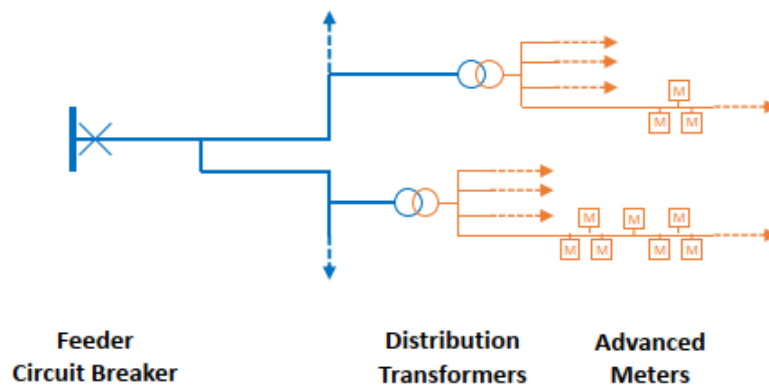 M
M M
M M M
M M M M
Feeder Distribution Advanced
Circuit Breaker Transformers Meters